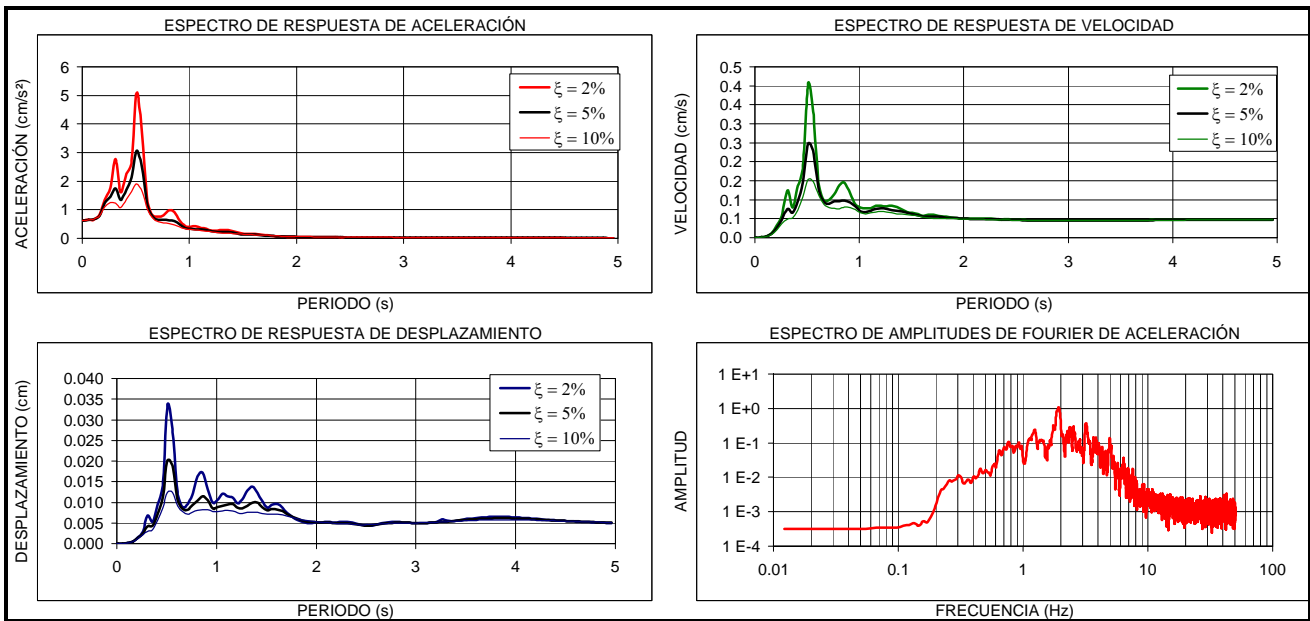 ESPECTRO DE RESPUESTA DE ACELERACIÓN
ACELERACIÓN (cm/s²)
6
5
4
3
2
1
0
0 1 2 3 4 5
PERIODO (s)
ξ = 2%
ξ = 5%
ξ = 10%
ESPECTRO DE RESPUESTA DE VELOCIDAD
VELOCIDAD (cm/s)
0.5
0.4
0.4
0.3
0.3
0.2
0.2
0.1
0.1
0.0
0 1 2 3 4 5
PERIODO (s)
ξ = 2%
ξ = 5%
ξ = 10%
ESPECTRO DE RESPUESTA DE DESPLAZAMIENTO
DESPLAZAMIENTO (cm)
0.040
0.035
0.030
0.025
0.020
0.015
0.010
0.005
0.000
0 1 2 3 4 5
PERIODO (s)
ξ = 2%
ξ = 5%
ξ = 10%
ESPECTRO DE AMPLITUDES DE FOURIER DE ACELERACIÓN
AMPLITUD
1 E+1
1 E+0
1 E-1
1 E-2
1 E-3
1 E-4
0.01 0.1 1 10 100
FRECUENCIA (Hz)